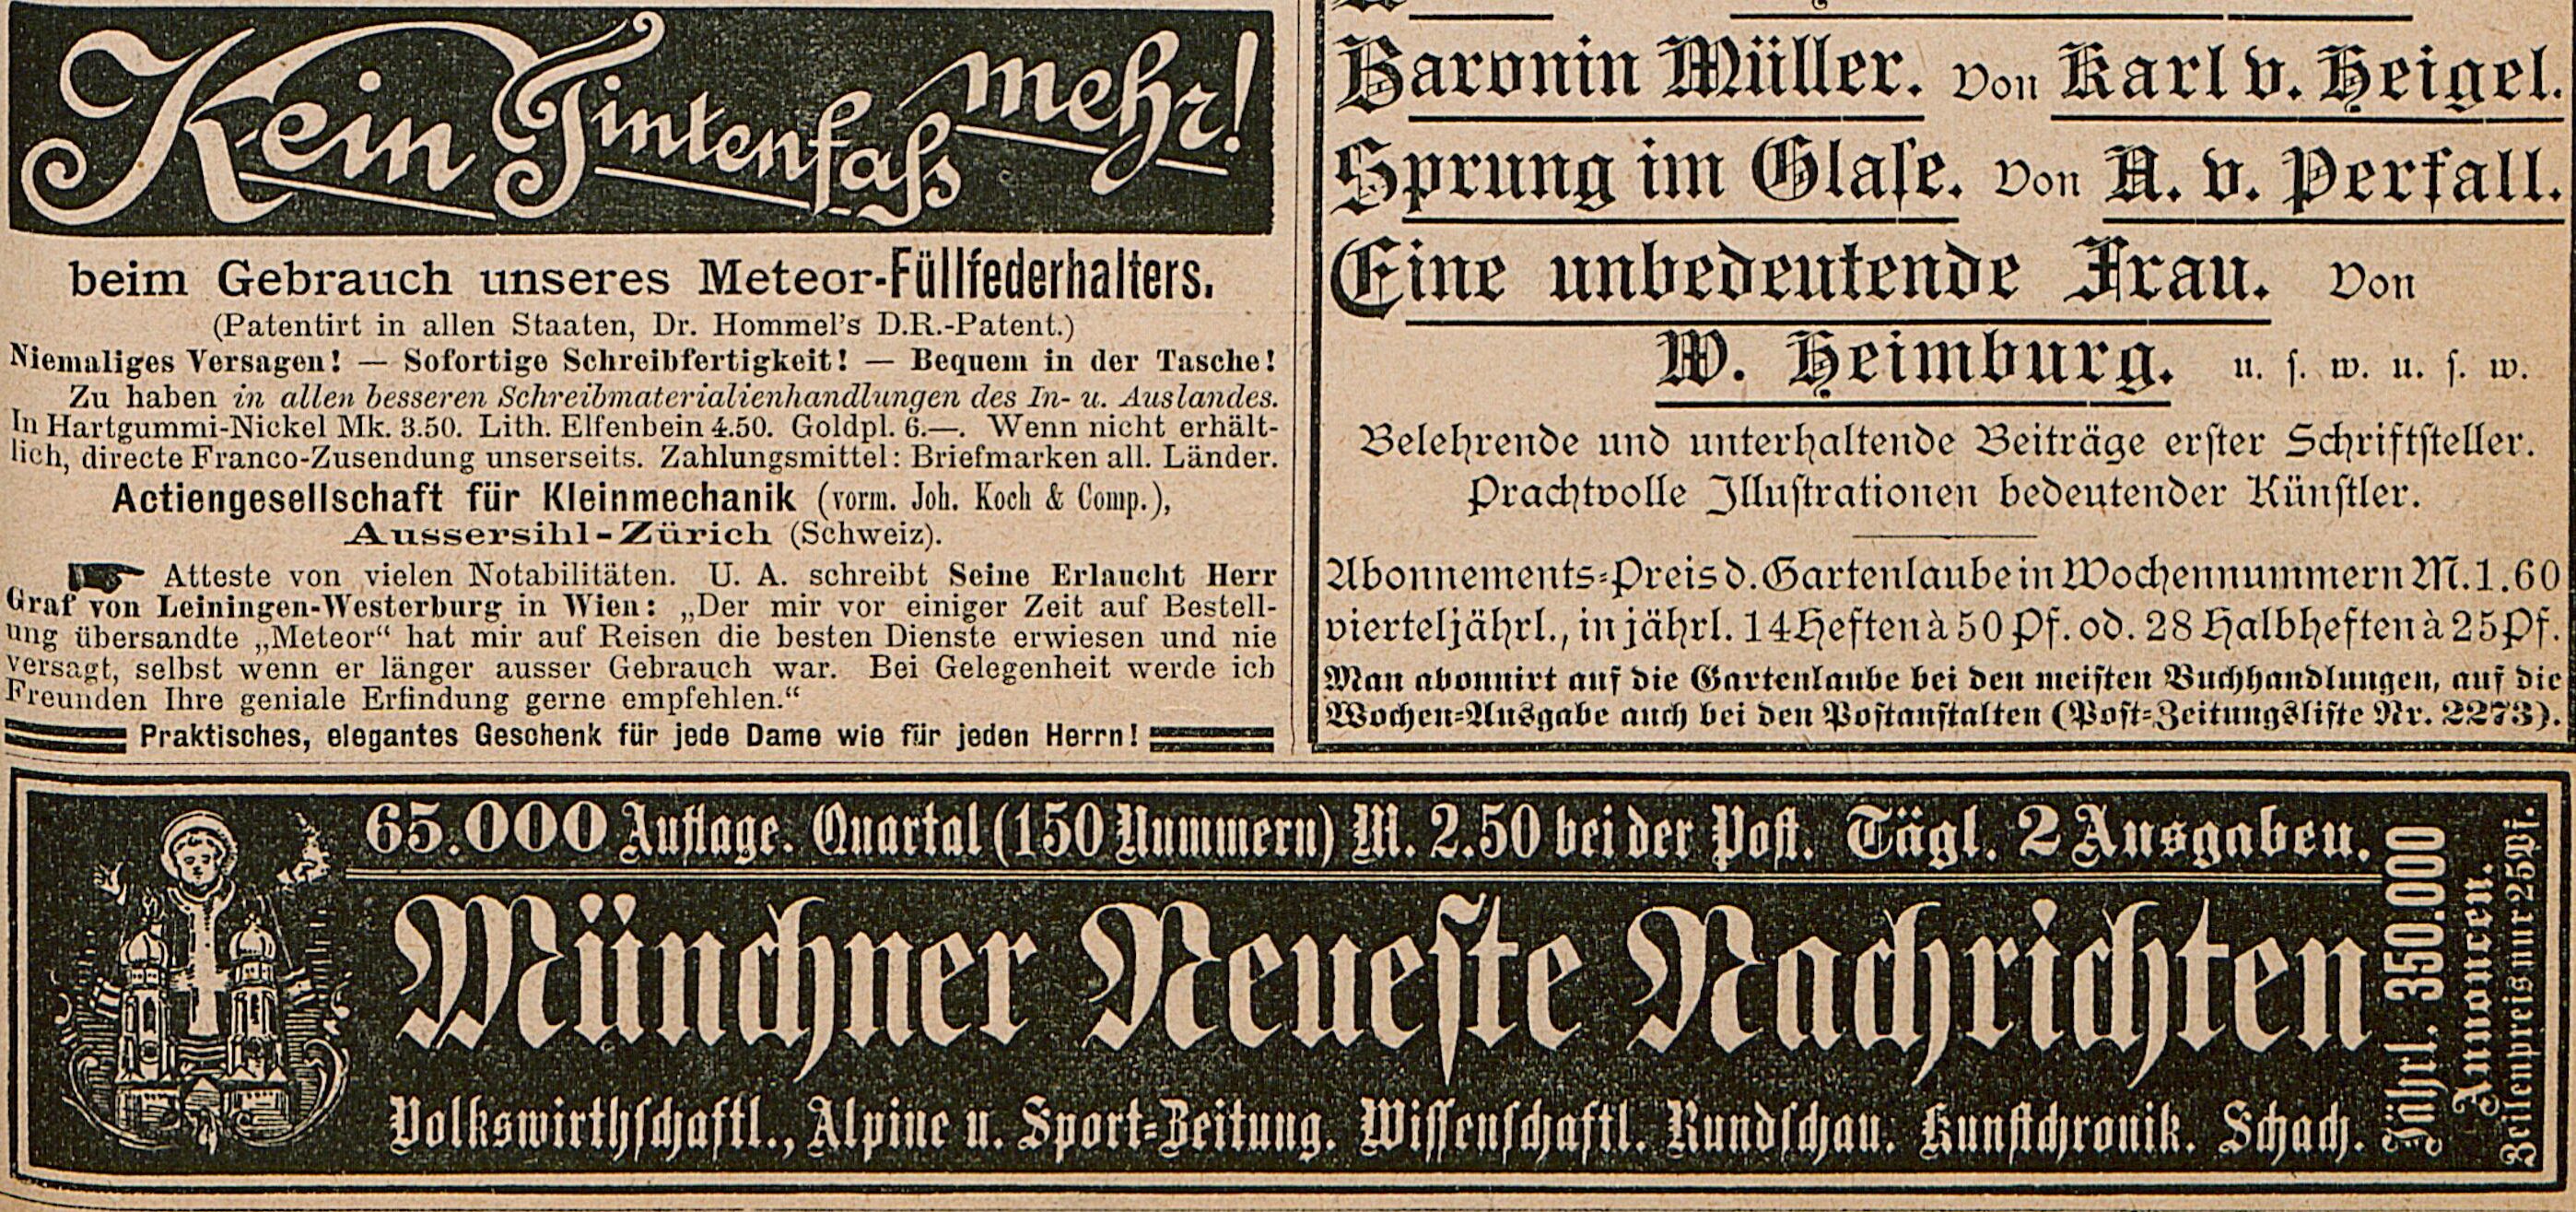 Kein Tintenfass mehr!
beim Gebrauch unseres Meteor-Füllfederhalters.
(Patentirt in allen Staaten, Dr. Hommel's D.R.-Patent.)
Niemaliges Versagen! — Sofortige Schreibfertigkeit! — Bequem in der Tasche!
Zu haben in allen besseren Schreibmaterialienhandlungen des In- u. Auslandes.
In Hartgummi-Nickel Mk. 3.50. Lith. Elfenbein 4.50. Goldpl. 6.—. Wenn nicht erhält-
lich, directe Franco-Zusendung unserseits. Zahlungsmittel: Briefmarken all. Länder.
Actiengesellschaft für Kleinmechanik (vorm. Joh. Koch & Comp.),
Aussersihl-Zürich (Schweiz).
Atteste von vielen Notabilitäten. U. A. schreibt Seine Erlaucht Herr
Graf von Leiningen-Westerburg in Wien: „Der mir vor einiger Zeit auf Bestell-
ung übersandte „Meteor“ hat mir auf Reisen die besten Dienste erwiesen und nie
versagt, selbst wenn er länger ausser Gebrauch war. Bei Gelegenheit werde ich
Freunden Ihre geniale Erfindung gerne empfehlen.“
Praktisches, elegantes Geschenk für jede Dame wie für jeden Herrn!
Baronin Müller. Von Karl v. Heigel.
Sprung im Glase. Von A. v. Perfall.
Eine unbedeutende Frau. Von
W. Heimburg. u. s. w. u. s. w.
Belehrende und unterhaltende Beiträge erster Schriftsteller.
Prachtvolle Illustrationen bedeutender Künstler.
Abonnements-Preis d. Gartenlaube in Wochennummern M. 1.60
vierteljährl., in jährl. 14 Heften à 50 Pf. od. 28 Halbheften à 25 Pf.
Man abonnirt auf die Gartenlaube bei den meisten Buchhandlungen, auf die
Wochen-Ausgabe auch bei den Postanstalten (Post-Zeitungsliste Nr. 2273).
65.000 Auflage. Quartal (150 Nummern) M. 2.50 bei der Post. Tägl. 2 Ausgaben.
Münchner Neueste Nachrichten
Volkswirthschaftl., Alpine u. Sport-Zeitung. Wissenschaftl. Rundschau. Kunstchronik. Schach.
Jährl. 350.000
Annoncen.
Zeilenpreis nur 25 Pf.